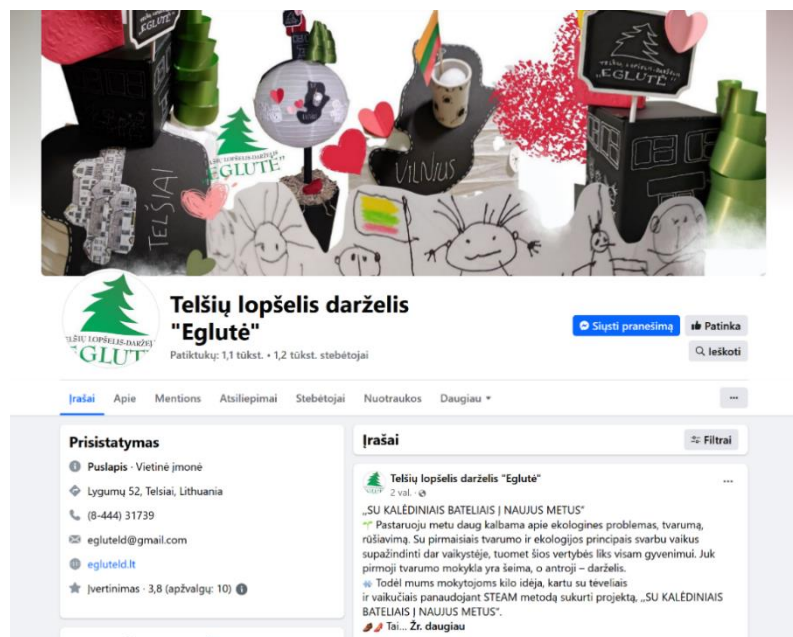 EGLUTĖ"
TELŠIŲ LOPŠELIS-DARŽELIS
"EGLUTĖ"
TELŠIŲ LOPŠELIS-DARŽELIS
EGLUTĖ"
TELŠIAI
VILNIUS
Telšių lopšelis darželis
"Eglutė"
Patiktukų: 1,1 tūkst. • 1,2 tūkst. stebėtojai
Siųsti pranešimą
Patinka
Ieškoti
Įrašai Apie Mentions Atsiliepimai Stebėtojai Nuotraukos Daugiau
Prisistatymas
Puslapis · Vietinė įmonė
Lygumų 52, Telsiai, Lithuania
(8-444) 31739
egluteld@gmail.com
egluteld.lt
Įvertinimas · 3,8 (apžvalgų: 10)
Įrašai
Filtrai
Telšių lopšelis darželis "Eglutė"
2 val. ·
„SU KALĖDINIAIS BATELIAIS Į NAUJUS METUS"
Pastaruoju metu daug kalbama apie ekologines problemas, tvarumą,
rūšiavimą. Su pirmaisiais tvarumo ir ekologijos principais svarbu vaikus
supažindinti dar vaikystėje, tuomet šios vertybės liks visam gyvenimui. Juk
pirmoji tvarumo mokykla yra šeima, o antroji – darželis.
Todėl mums mokytojoms kilo idėja, kartu su tėveliais
ir vaikučiais panaudojant STEAM metodą sukurti projektą, „SU KALĖDINIAIS
BATELIAIS Į NAUJUS METUS".
Tai... Žr. daugiau